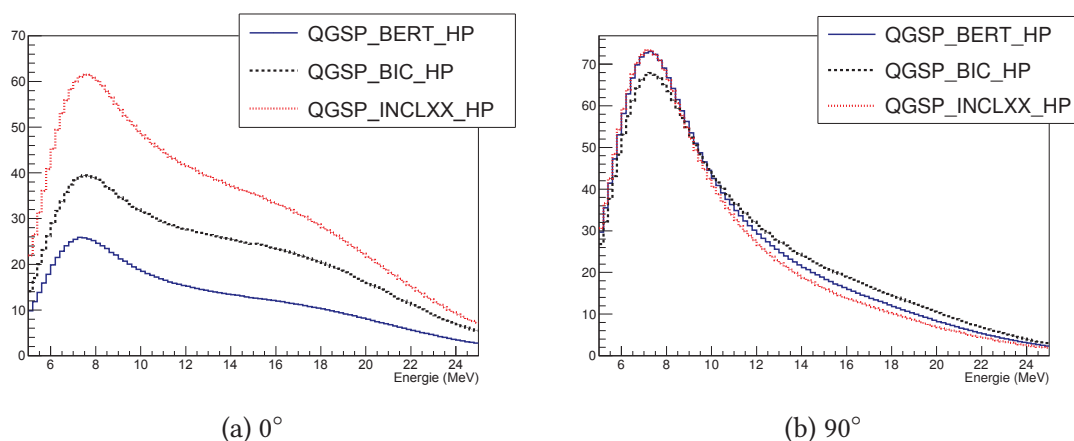 QGSP_BERT_HP
QGSP_BIC_HP
QGSP_INCLXX_HP
70
60
50
40
30
20
10
0
6 8 10 12 14 16 18 20 22 24
Energie (MeV)
(a) 0°
QGSP_BERT_HP
QGSP_BIC_HP
QGSP_INCLXX_HP
70
60
50
40
30
20
10
0
6 8 10 12 14 16 18 20 22 24
Energie (MeV)
(b) 90°